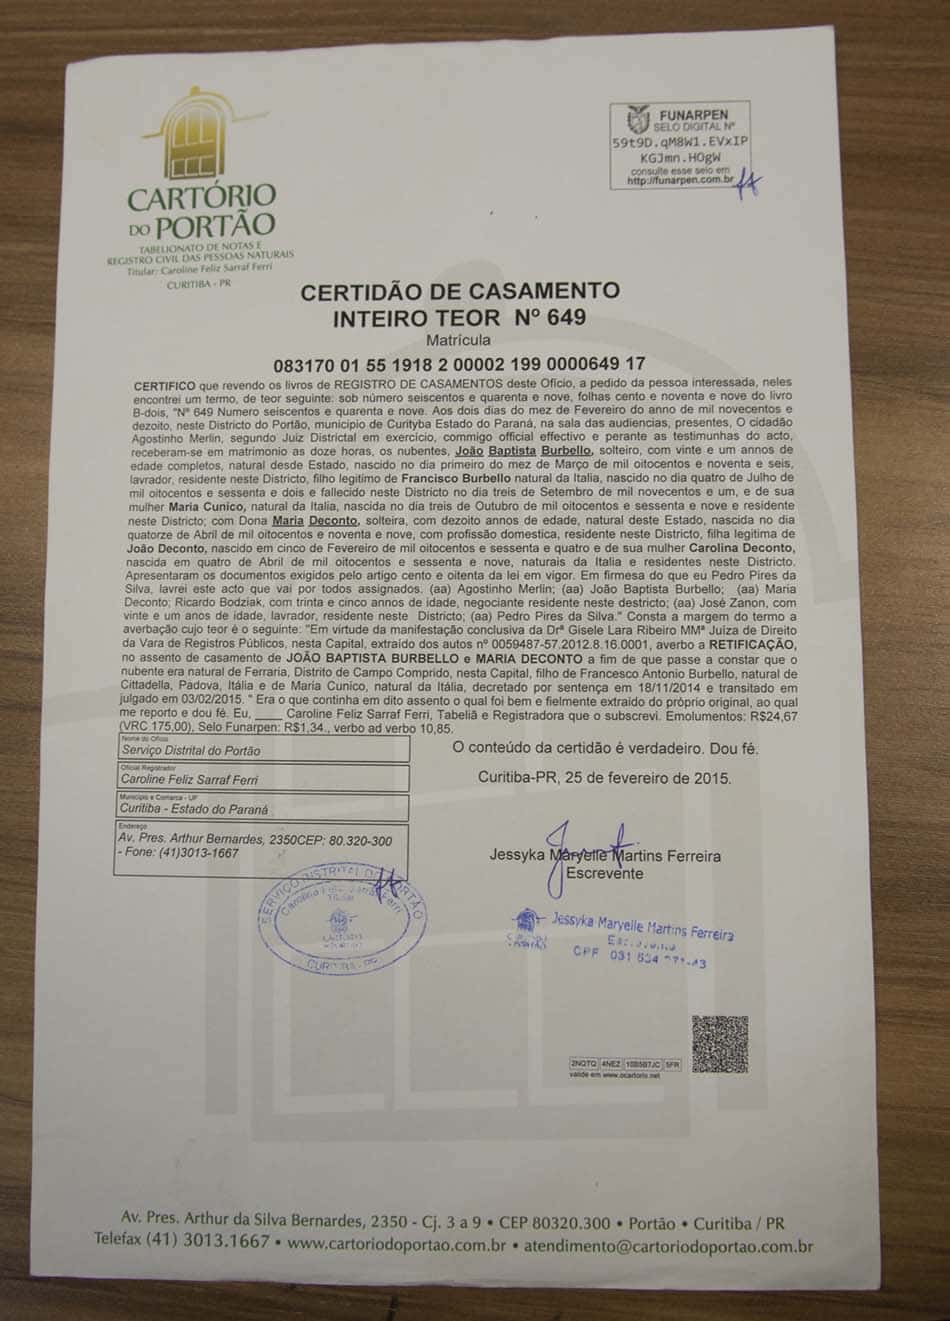 FUNARPEN
SELO DIGITAL Nº
59t9D.qM8W1.EVxIP
KGJmn.HOgW
consulte esse selo em
http://funarpen.com.br
CARTÓRIO
DO PORTÃO
TABELIONATO DE NOTAS E
REGISTRO CIVIL DAS PESSOAS NATURAIS
Titular: Caroline Feliz Sarraf Ferri
CURITIBA - PR
CERTIDÃO DE CASAMENTO
INTEIRO TEOR Nº 649
Matrícula
083170 01 55 1918 2 00002 199 0000649 17
CERTIFICO que revendo os livros de REGISTRO DE CASAMENTOS deste Ofício, a pedido da pessoa interessada, neles
encontrei um termo, de teor seguinte: sob número seiscentos e quarenta e nove, folhas cento e noventa e nove do livro
B-dois, "Nº 649 Numero seiscentos e quarenta e nove. Aos dois dias do mez de Fevereiro do anno de mil novecentos e
dezoito, neste Districto do Portão, municipio de Curityba Estado do Paraná, na sala das audiencias, presentes, O cidadão
Agostinho Merlin, segundo Juiz Districtal em exercício, commigo official effectivo e perante as testimunhas do acto,
receberam-se em matrimonio as doze horas, os nubentes, João Baptista Burbello, solteiro, com vinte e um annos de
edade completos, natural desde Estado, nascido no dia primeiro do mez de Março de mil oitocentos e noventa e seis,
lavrador, residente neste Districto, filho legitimo de Francisco Burbello natural da Italia, nascido no dia quatro de Julho de
mil oitocentos e sessenta e dois e fallecido neste Districto no dia treis de Setembro de mil novecentos e um, e de sua
mulher Maria Cunico, natural da Italia, nascida no dia treis de Outubro de mil oitocentos e sessenta e nove e residente
neste Districto; com Dona Maria Deconto, solteira, com dezoito annos de edade, natural deste Estado, nascida no dia
quatorze de Abril de mil oitocentos e noventa e nove, com profissão domestica, residente neste Districto, filha legitima de
João Deconto, nascido em cinco de Fevereiro de mil oitocentos e sessenta e quatro e de sua mulher Carolina Deconto,
nascida em quatro de Abril de mil oitocentos e sessenta e nove, naturais da Italia e residentes neste Districto.
Apresentaram os documentos exigidos pelo artigo cento e oitenta da lei em vigor. Em firmesa do que eu Pedro Pires da
Silva, lavrei este acto que vai por todos assignados. (aa) Agostinho Merlin; (aa) João Baptista Burbello; (aa) Maria
Deconto; Ricardo Bodziak, com trinta e cinco annos de idade, negociante residente neste destricto; (aa) José Zanon, com
vinte e um anos de idade, lavrador, residente neste Districto; (aa) Pedro Pires da Silva." Consta a margem do termo a
averbação cujo teor é o seguinte: "Em virtude da manifestação conclusiva da Drª Gisele Lara Ribeiro MMª Juíza de Direito
da Vara de Registros Públicos, nesta Capital, extraído dos autos nº 0059487-57.2012.8.16.0001, averbo a RETIFICAÇÃO,
no assento de casamento de JOÃO BAPTISTA BURBELLO e MARIA DECONTO a fim de que passe a constar que o
nubente era natural de Ferraria, Distrito de Campo Comprido, nesta Capital, filho de Francesco Antonio Burbello, natural de
Cittadella, Padova, Itália e de Maria Cunico, natural da Itália, decretado por sentença em 18/11/2014 e transitado em
julgado em 03/02/2015. " Era o que continha em dito assento o qual foi bem e fielmente extraído do próprio original, ao qual
me reporto e dou fé. Eu, ____ Caroline Feliz Sarraf Ferri, Tabeliã e Registradora que o subscrevi. Emolumentos: R$24,67
(VRC 175,00), Selo Funarpen: R$1,34., verbo ad verbo 10,85.
Nome do Ofício
Serviço Distrital do Portão
Oficial Registrador
Caroline Feliz Sarraf Ferri
Município e Comarca - UF
Curitiba - Estado do Paraná
Endereço
Av. Pres. Arthur Bernardes, 2350CEP: 80.320-300
- Fone: (41)3013-1667
O conteúdo da certidão é verdadeiro. Dou fé.
Curitiba-PR, 25 de fevereiro de 2015.
Jessyka Maryelle Martins Ferreira
Escrevente
SERVIÇO DISTRITAL DO PORTÃO
Ferri
CURITIBA - PR
Jessyka Maryelle Martins Ferreira
CPF 031 634
2NQTQ 4NEZ 10B5B7JC 5FR
valide em www.ocartorio.net
Av. Pres. Arthur da Silva Bernardes, 2350 - Cj. 3 a 9 • CEP 80320.300 • Portão • Curitiba / PR
Telefax (41) 3013.1667 • www.cartoriodoportao.com.br • atendimento@cartoriodoportao.com.br